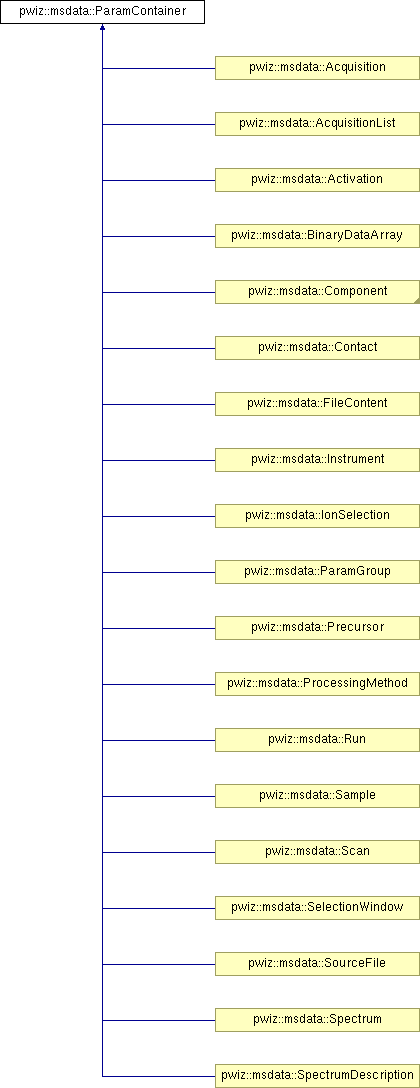 pwiz::msdata::ParamContainer
pwiz::msdata::Acquisition
pwiz::msdata::AcquisitionList
pwiz::msdata::Activation
pwiz::msdata::BinaryDataArray
pwiz::msdata::Component
pwiz::msdata::Contact
pwiz::msdata::FileContent
pwiz::msdata::Instrument
pwiz::msdata::IonSelection
pwiz::msdata::ParamGroup
pwiz::msdata::Precursor
pwiz::msdata::ProcessingMethod
pwiz::msdata::Run
pwiz::msdata::Sample
pwiz::msdata::Scan
pwiz::msdata::SelectionWindow
pwiz::msdata::SourceFile
pwiz::msdata::Spectrum
pwiz::msdata::SpectrumDescription